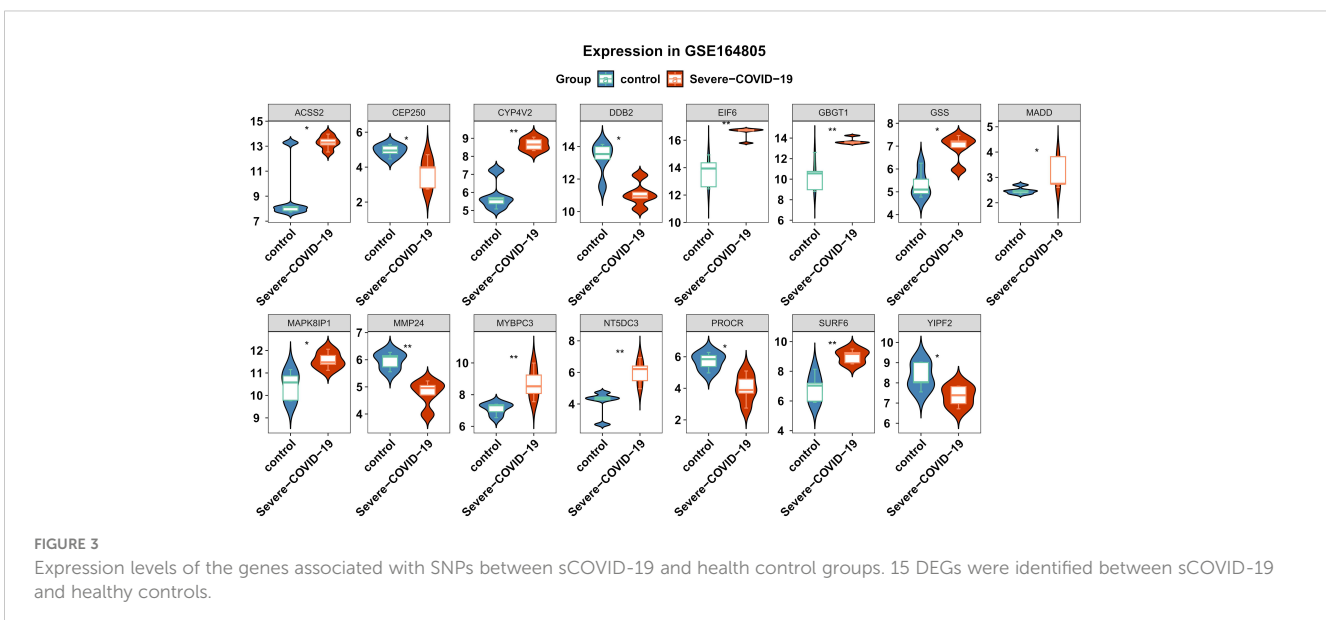 Expression in GSE164805
Group control Severe−COVID−19
ACSS2 CEP250 CYP4V2 DDB2 EIF6 GBGT1 GSS MADD
15 13 9 7
6 4 2
9 8 7 6 5
14 12 10
16 14 12 10
14 12 10 8 6
7 6 5 4
5 4 3 2
* * ** * ** ** * *
control Severe−COVID−19 control Severe−COVID−19 control Severe−COVID−19 control Severe−COVID−19 control Severe−COVID−19 control Severe−COVID−19 control Severe−COVID−19 control Severe−COVID−19
MAPK8IP1 MMP24 MYBPC3 NT5DC3 PROCR SURF6 YIPF2
12 11 10 9
7 6 5 4
10 8 6
8 6 4
6 4 2
10 8 6 4
10 9 8 7 6
* ** ** ** * ** *
control Severe−COVID−19 control Severe−COVID−19 control Severe−COVID−19 control Severe−COVID−19 control Severe−COVID−19 control Severe−COVID−19 control Severe−COVID−19
FIGURE 3
Expression levels of the genes associated with SNPs between sCOVID-19 and health control groups. 15 DEGs were identified between sCOVID-19
and healthy controls.